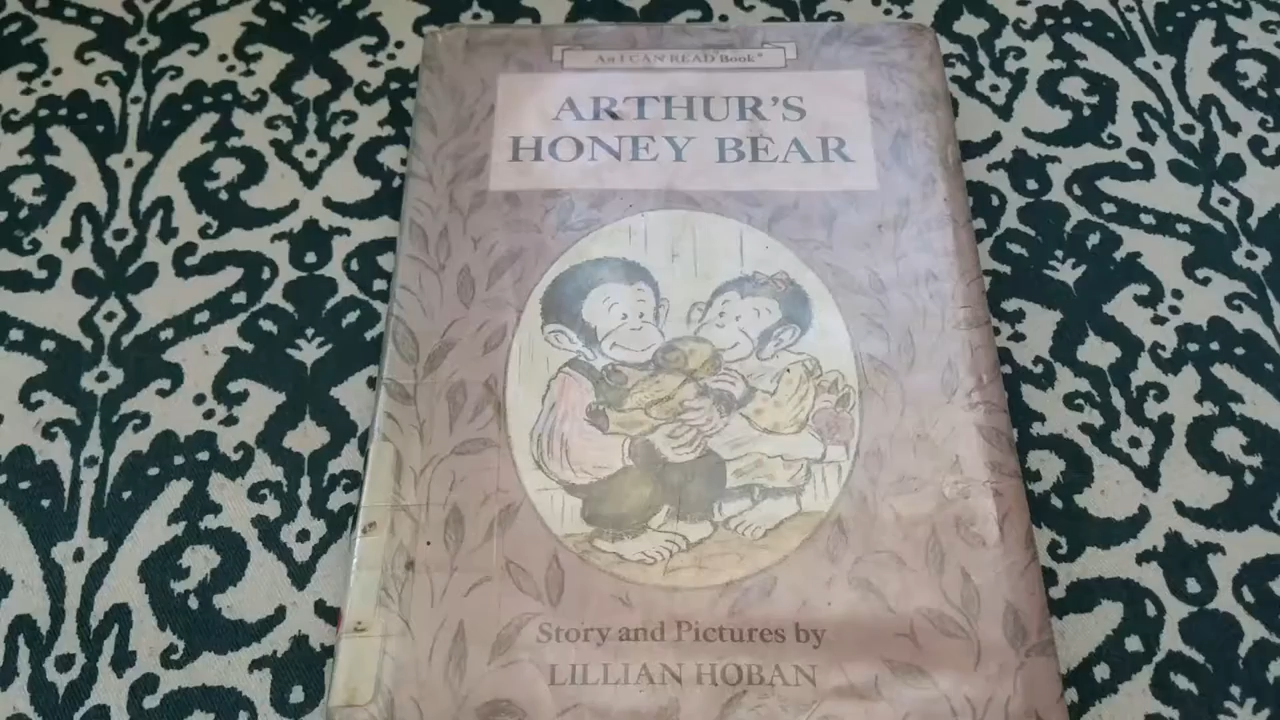 An I CAN READ Book®
ARTHUR'S
HONEY BEAR
Story and Pictures by
LILLIAN HOBAN